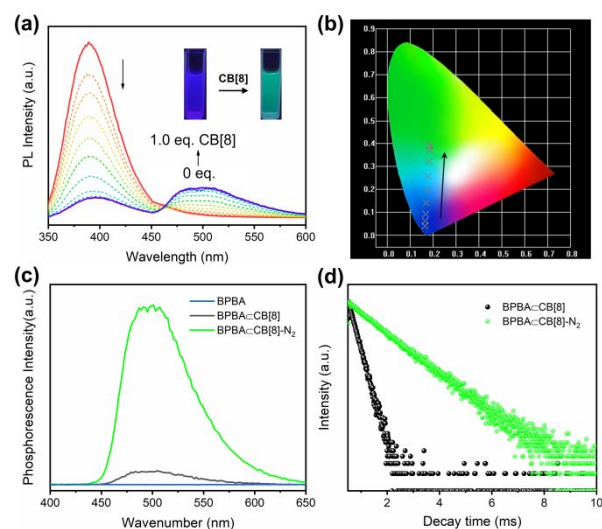 (a)
PL Intensity (a.u.)
CB[8]
1.0 eq. CB[8]
0 eq.
350 400 450 500 550 600
Wavelength (nm)
(b)
0.9
0.8
0.7
0.6
0.5
0.4
0.3
0.2
0.1
0.0
0.0 0.1 0.2 0.3 0.4 0.5 0.6 0.7 0.8
(c)
Phosphorescence Intensity(a.u.)
BPBA
BPBA⊂CB[8]
BPBA⊂CB[8]-N₂
400 450 500 550 600 650
Wavenumber (nm)
(d)
Intensity (a.u.)
BPBA⊂CB[8]
BPBA⊂CB[8]-N₂
2 4 6 8 10
Decay time (ms)